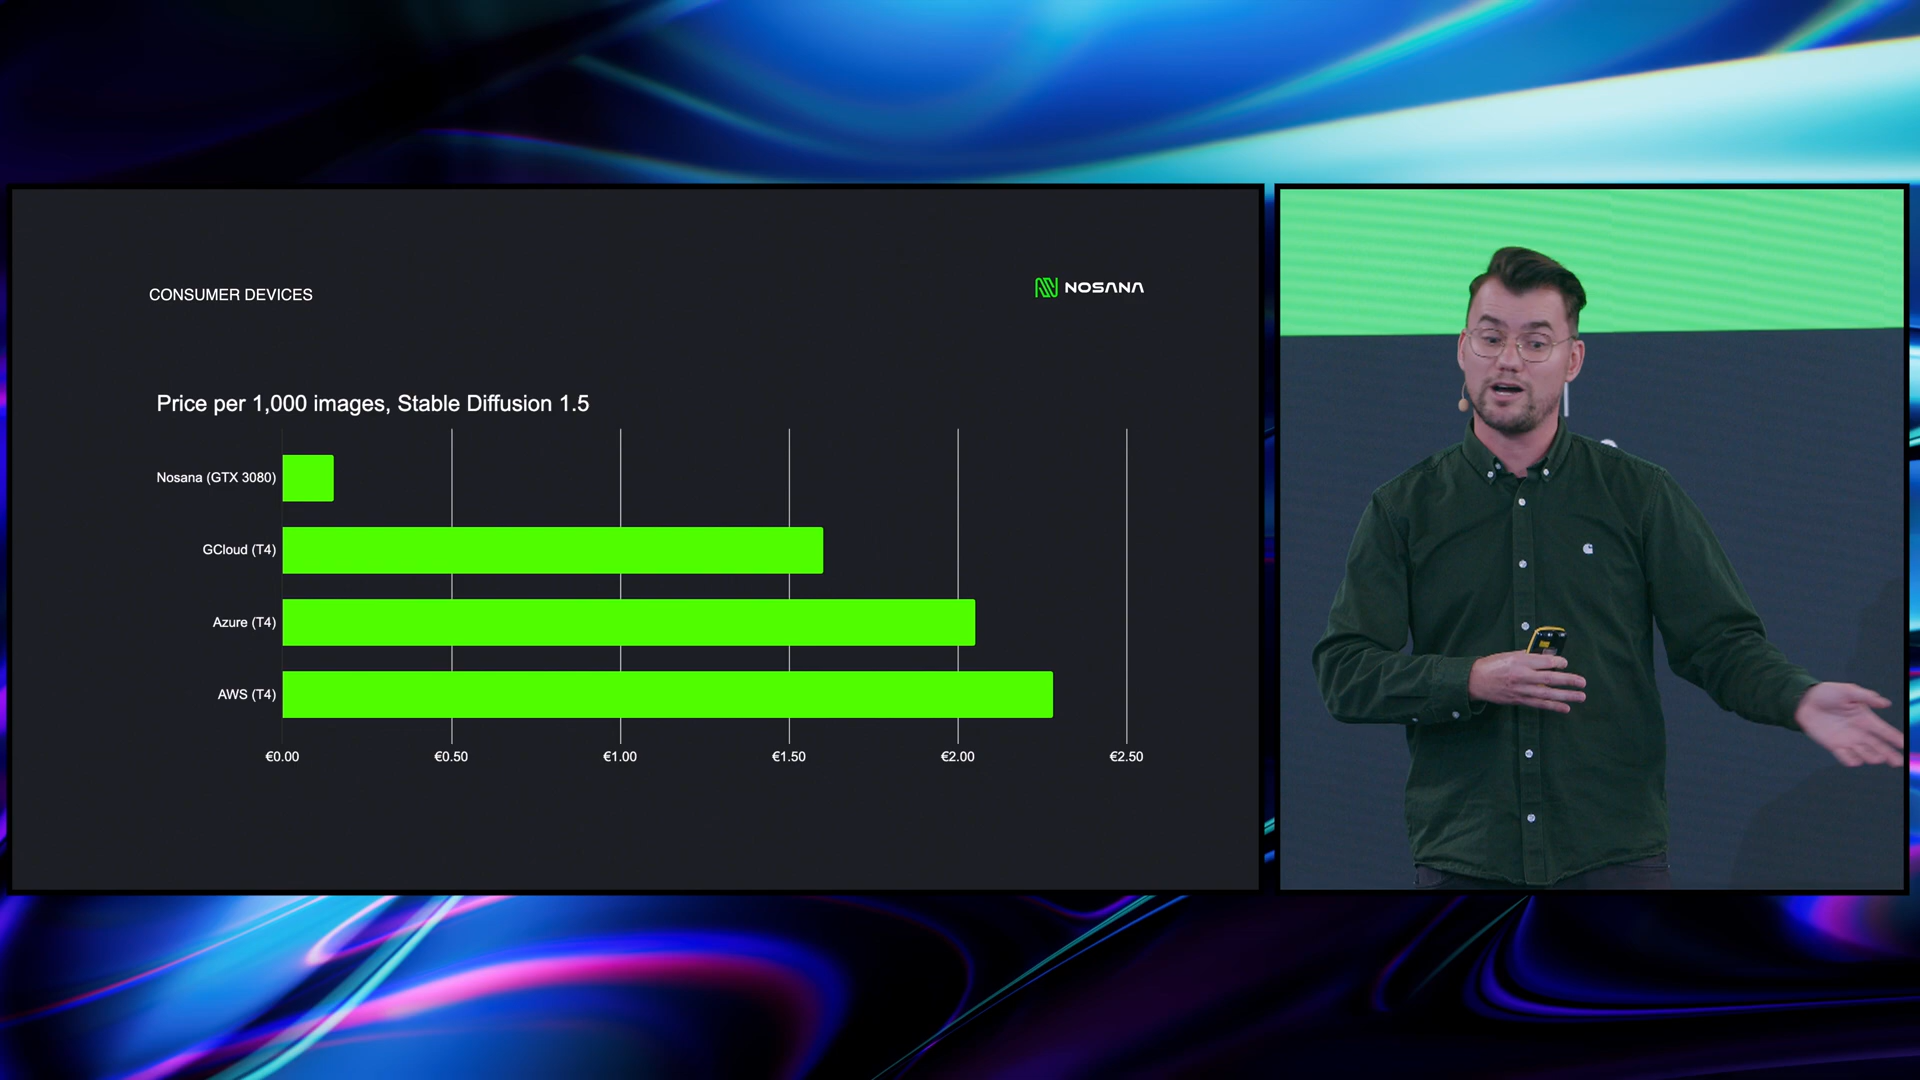 CONSUMER DEVICES
NOSANA
Price per 1,000 images, Stable Diffusion 1.5
Nosana (GTX 3080)
GCloud (T4)
Azure (T4)
AWS (T4)
€0.00 €0.50 €1.00 €1.50 €2.00 €2.50